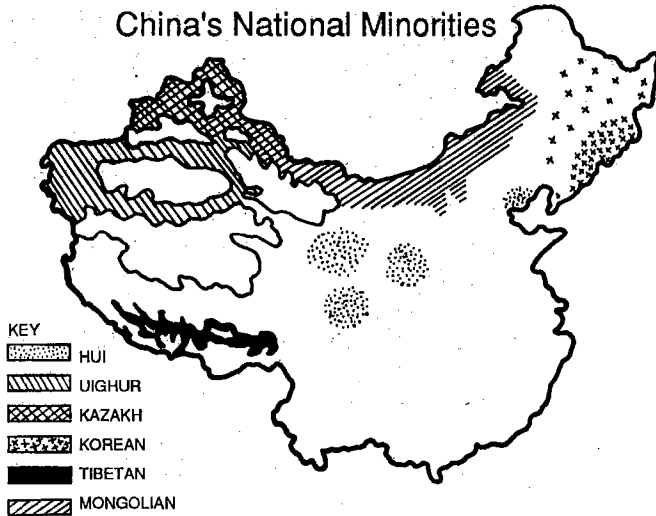 China's National Minorities
KEY
HUI
UIGHUR
KAZAKH
KOREAN
TIBETAN
MONGOLIAN